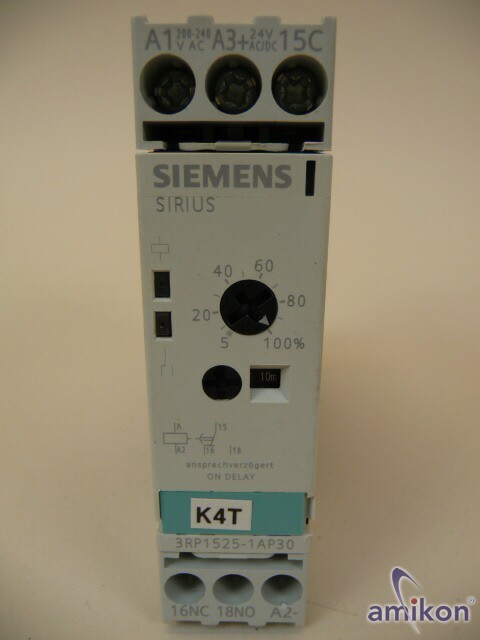 A1 200-240 V AC A3+ 24V AC/DC 15C
SIEMENS
SIRIUS
40 60
20 80
5 100%
10m
A 15
A2 16 18
ansprechverzögert
ON DELAY
K4T
3RP1525-1AP30
16NC 18NO A2-
amikon